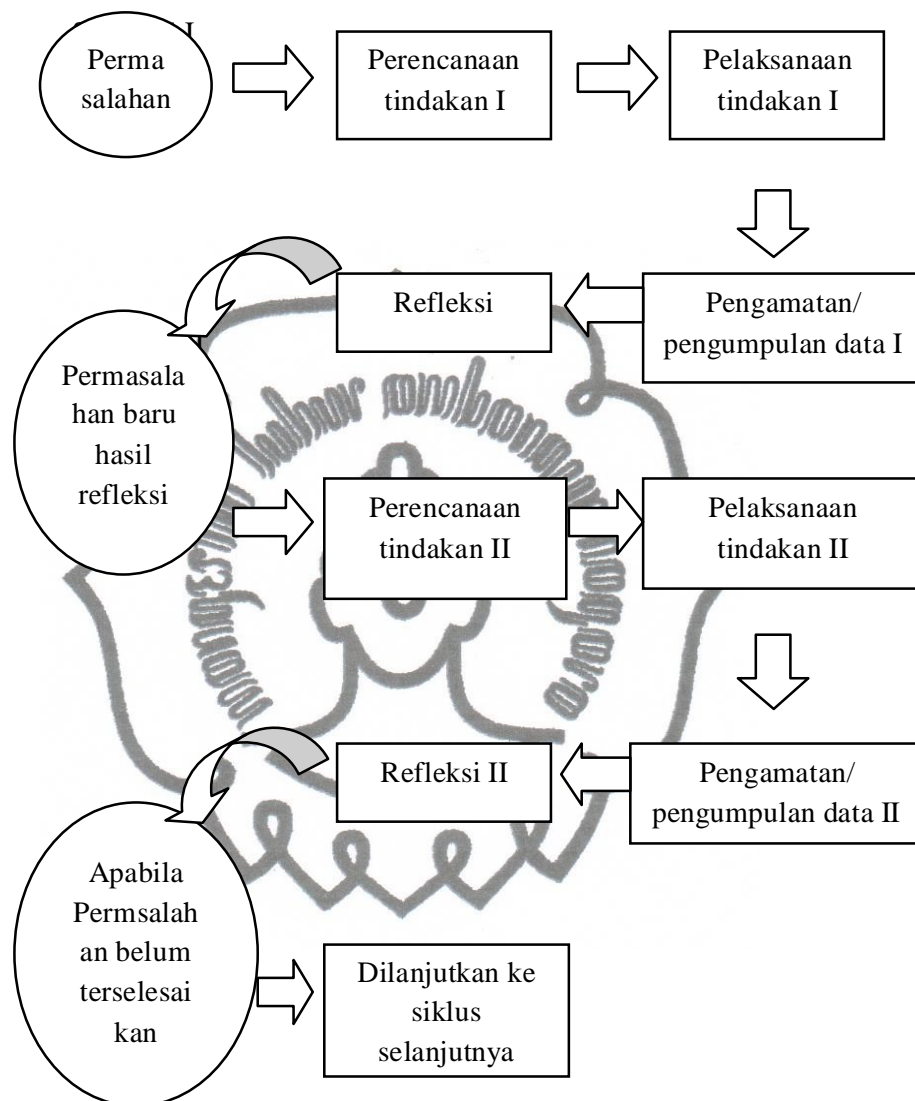 Perma
salahan
Perencanaan
tindakan I
Pelaksanaan
tindakan I
Refleksi
Pengamatan/
pengumpulan data I
Permasala
han baru
hasil
refleksi
Perencanaan
tindakan II
Pelaksanaan
tindakan II
Refleksi II
Pengamatan/
pengumpulan data II
Apabila
Permsalah
an belum
terselesai
kan
Dilanjutkan ke
siklus
selanjutnya